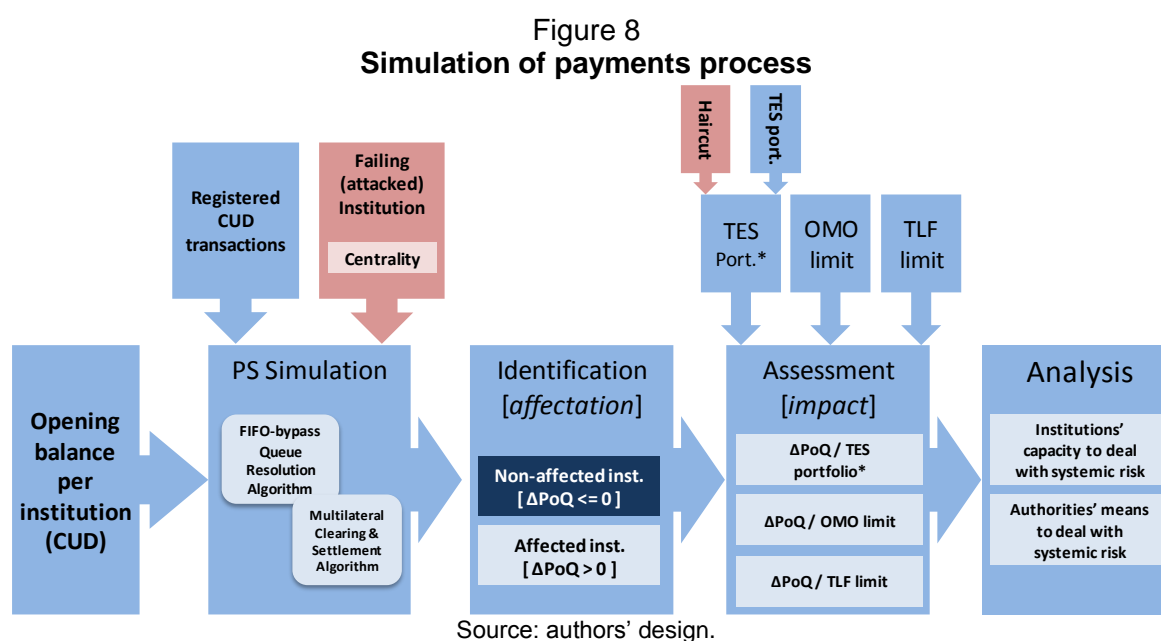 Figure 8
Simulation of payments process
Haircut
TES port.
Registered
CUD
transactions
Failing
(attacked)
Institution
Centrality
TES
Port.*
OMO
limit
TLF
limit
Opening
balance
per
institution
(CUD)
PS Simulation
FIFO-bypass
Queue
Resolution
Algorithm
Multilateral
Clearing &
Settlement
Algorithm
Identification
[affectation]
Non-affected inst.
[ ΔPoQ <= 0 ]
Affected inst.
[ ΔPoQ > 0 ]
Assessment
[impact]
ΔPoQ / TES
portfolio*
ΔPoQ / OMO limit
ΔPoQ / TLF limit
Analysis
Institutions’
capacity to deal
with systemic risk
Authorities’ means
to deal with
systemic risk
Source: authors’ design.